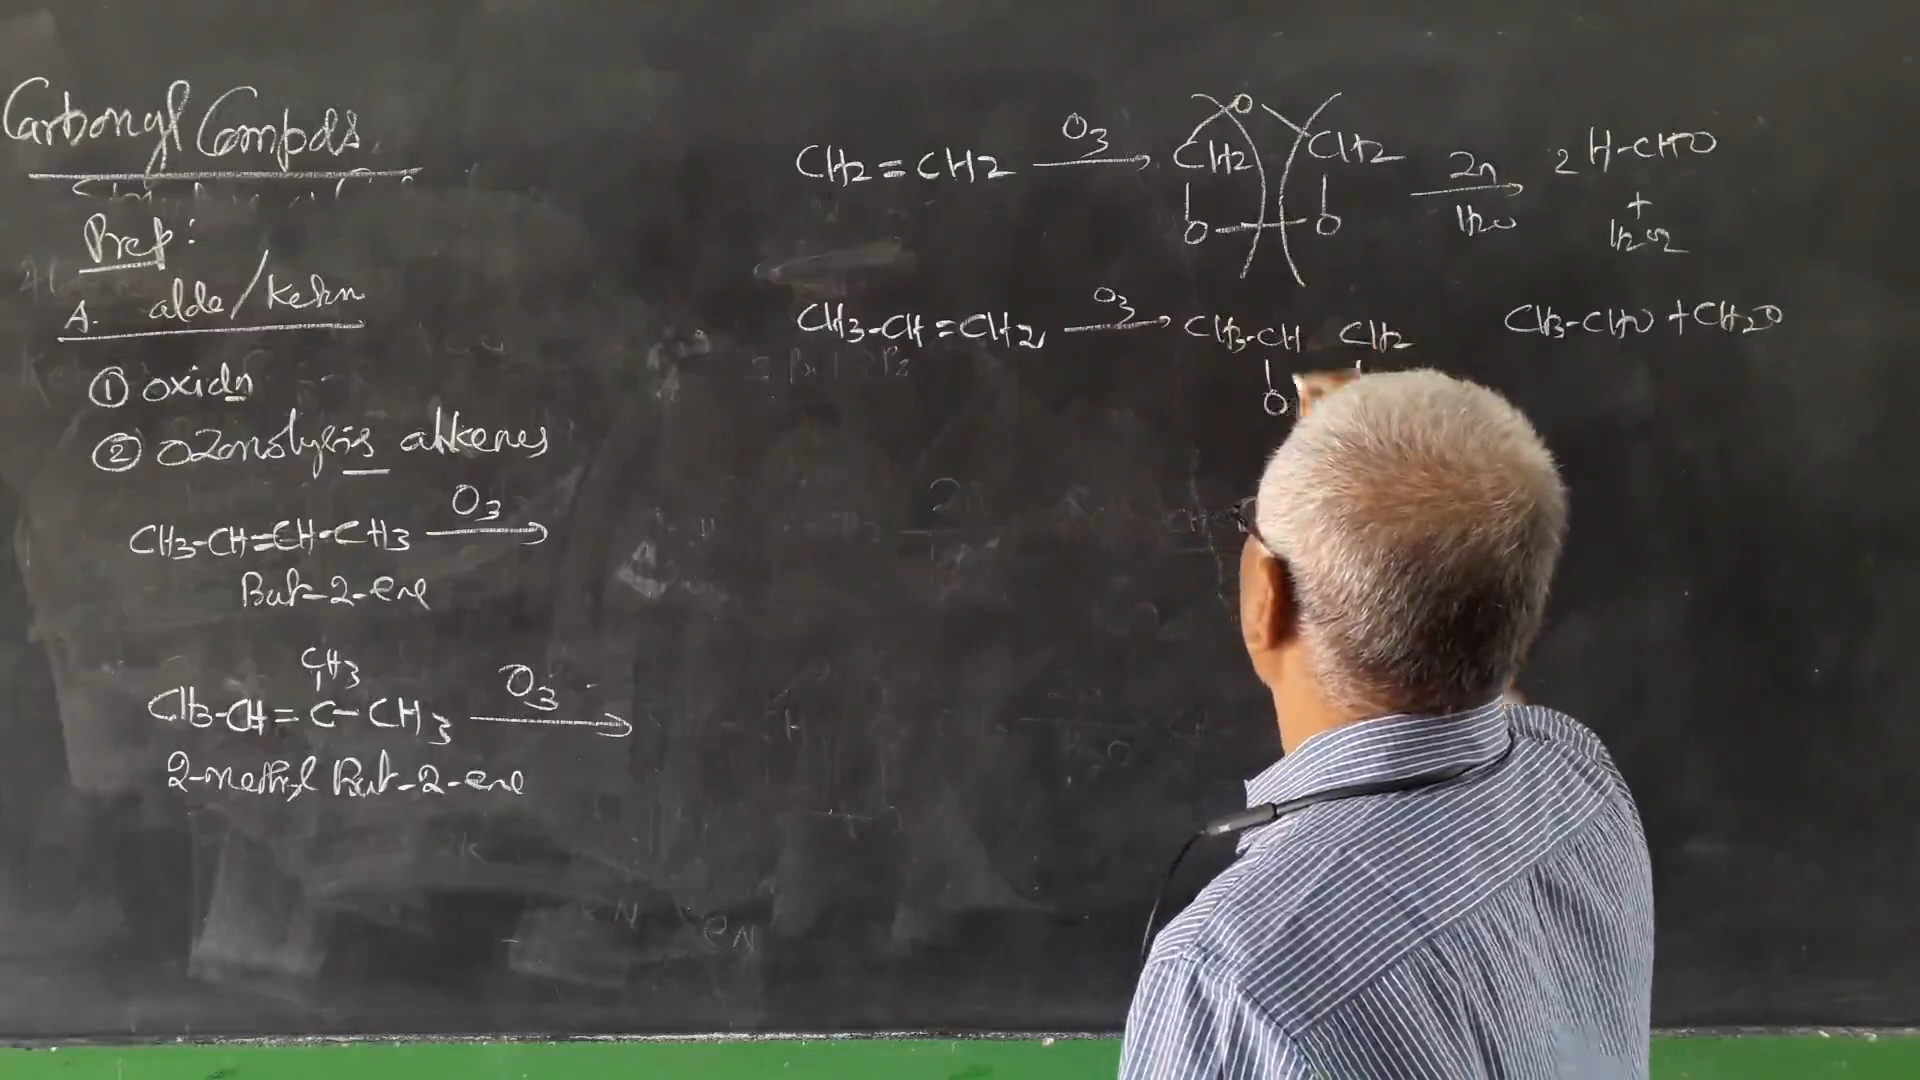 Carbonyl Compds.
Prep:
A. alde/Keton
① oxidn
② ozonolysis alkenes
CH3-CH=CH-CH3 O3 →
But-2-ene
CH3
CH3-CH=C-CH3 O3 →
2-methyl But-2-ene
CH2=CH2 O3 → O
CH2 CH2 Zn → 2 H-CHO
O-O H2O +
H2O2
CH3-CH=CH2 O3 → CH3-CH CH2 CH3-CHO + CH2O
O